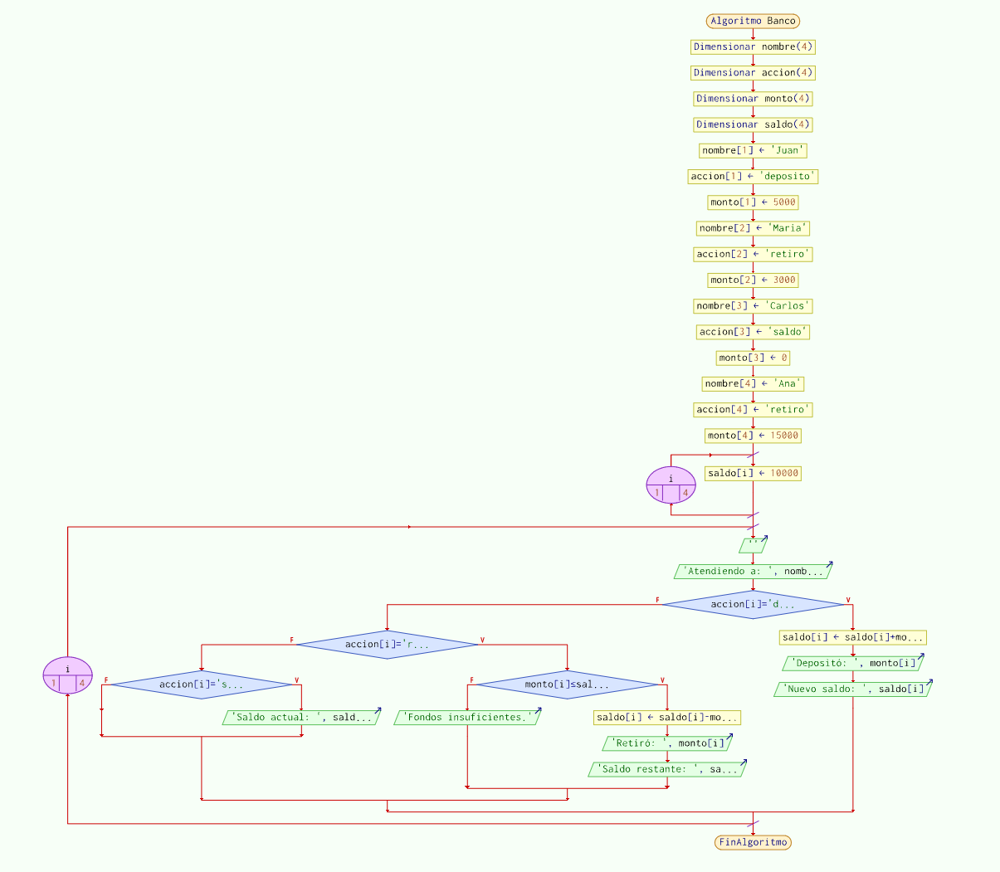 Algoritmo Banco
Dimensionar nombre(4)
Dimensionar accion(4)
Dimensionar monto(4)
Dimensionar saldo(4)
nombre[1] ← 'Juan'
accion[1] ← 'deposito'
monto[1] ← 5000
nombre[2] ← 'Maria'
accion[2] ← 'retiro'
monto[2] ← 3000
nombre[3] ← 'Carlos'
accion[3] ← 'saldo'
monto[3] ← 0
nombre[4] ← 'Ana'
accion[4] ← 'retiro'
monto[4] ← 15000
saldo[i] ← 10000
i
1 4
''
'Atendiendo a: ', nomb...
F
accion[i]='d...
V
saldo[i] ← saldo[i]+mo...
'Depositó: ', monto[i]
'Nuevo saldo: ', saldo[i]
F
accion[i]='r...
V
i
1 4
F
accion[i]='s...
V
F
monto[i]≤sal...
V
'Saldo actual: ', sald...
'Fondos insuficientes.'
saldo[i] ← saldo[i]-mo...
'Retiró: ', monto[i]
'Saldo restante: ', sa...
FinAlgoritmo